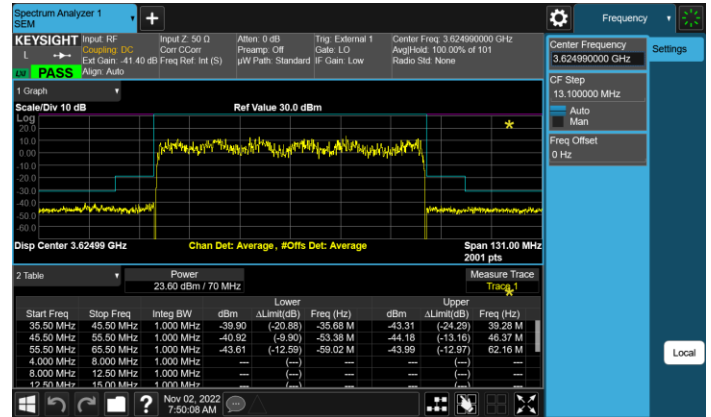 Spectrum Analyzer 1
SEM
Frequency
KEYSIGHT
L
LXI PASS
Input: RF
Coupling: DC
Ext Gain: -41.40 dB
Align: Auto
Input Z: 50 Ω
Corr CCorr
Freq Ref: Int (S)
Atten: 0 dB
Preamp: Off
µW Path: Standard
Trig: External 1
Gate: LO
IF Gain: Low
Center Freq: 3.624990000 GHz
Avg|Hold: 100.00% of 101
Radio Std: None
Center Frequency
3.624990000 GHz
Settings
CF Step
13.100000 MHz
Auto
Man
Freq Offset
0 Hz
1 Graph
Scale/Div 10 dB
Ref Value 30.0 dBm
Log
20.0
10.0
0.00
-10.0
-20.0
-30.0
-40.0
-50.0
-60.0
Disp Center 3.62499 GHz
Chan Det: Average, #Offs Det: Average
Span 131.00 MHz
2001 pts
2 Table
Power
23.60 dBm / 70 MHz
Measure Trace
Trace 1
Lower
Upper
Start Freq Stop Freq Integ BW dBm ΔLimit(dB) Freq (Hz) dBm ΔLimit(dB) Freq (Hz)
35.50 MHz 45.50 MHz 1.000 MHz -39.90 (-20.88) -35.68 M -43.31 (-24.29) 39.28 M
45.50 MHz 55.50 MHz 1.000 MHz -40.92 (-9.90) -53.38 M -44.18 (-13.16) 46.37 M
55.50 MHz 65.50 MHz 1.000 MHz -43.61 (-12.59) -59.02 M -43.99 (-12.97) 62.16 M
4.000 MHz 8.000 MHz 1.000 MHz --- (---) --- --- (---) ---
8.000 MHz 12.50 MHz 1.000 MHz --- (---) --- --- (---) ---
12.50 MHz 15.00 MHz 1.000 MHz --- (---) --- --- (---) ---
Local
Nov 02, 2022
7:50:08 AM